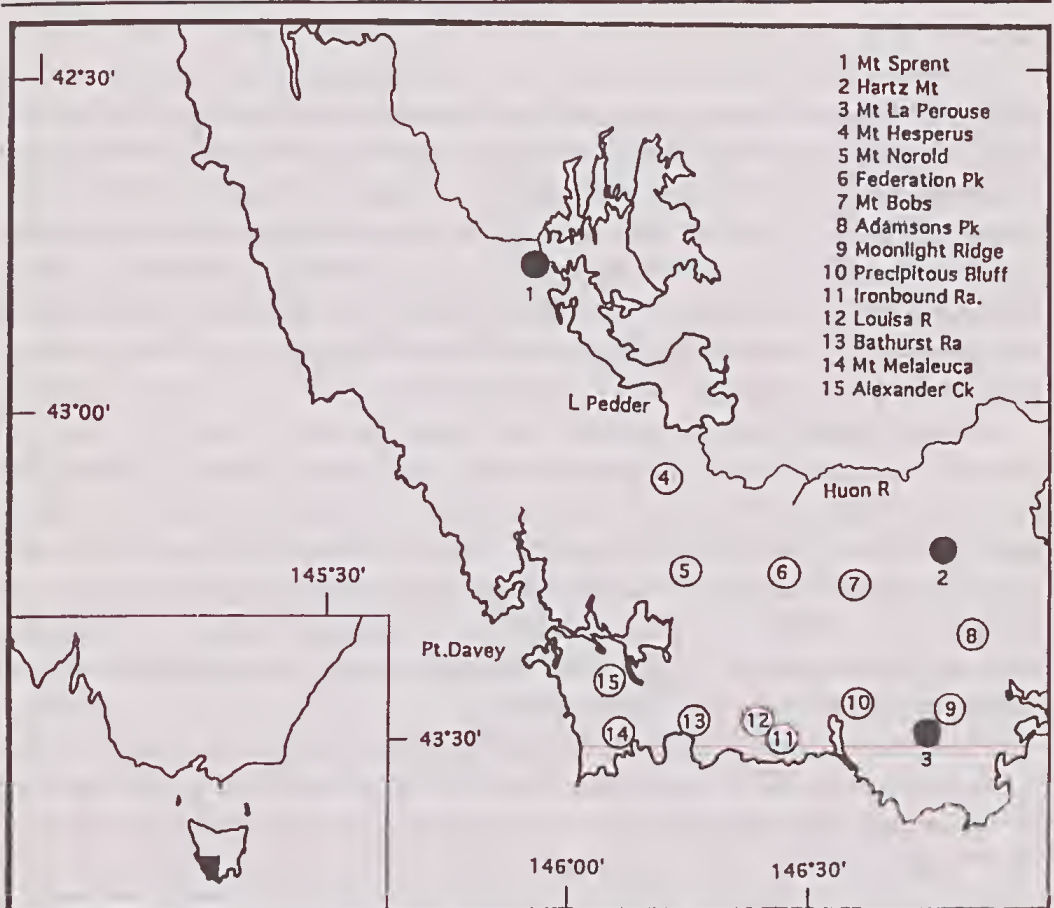 42°30'
1 Mt Sprent
2 Hartz Mt
3 Mt La Perouse
4 Mt Hesperus
5 Mt Norold
6 Federation Pk
7 Mt Bobs
8 Adamsons Pk
9 Moonlight Ridge
10 Precipitous Bluff
11 Ironbound Ra.
12 Louisa R
13 Bathurst Ra
14 Mt Melaleuca
15 Alexander Ck
1
43°00'
L Pedder
4
Huon R
145°30'
5
6
7
2
8
Pt.Davey
15
14
13
12
11
10
9
3
43°30'
146°00'
146°30'